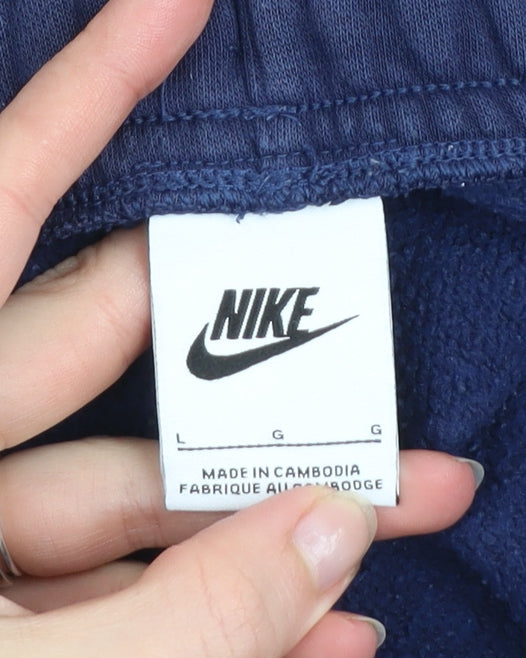 NIKE
L G G
MADE IN CAMBODIA
FABRIQUE AU CAMBODGE